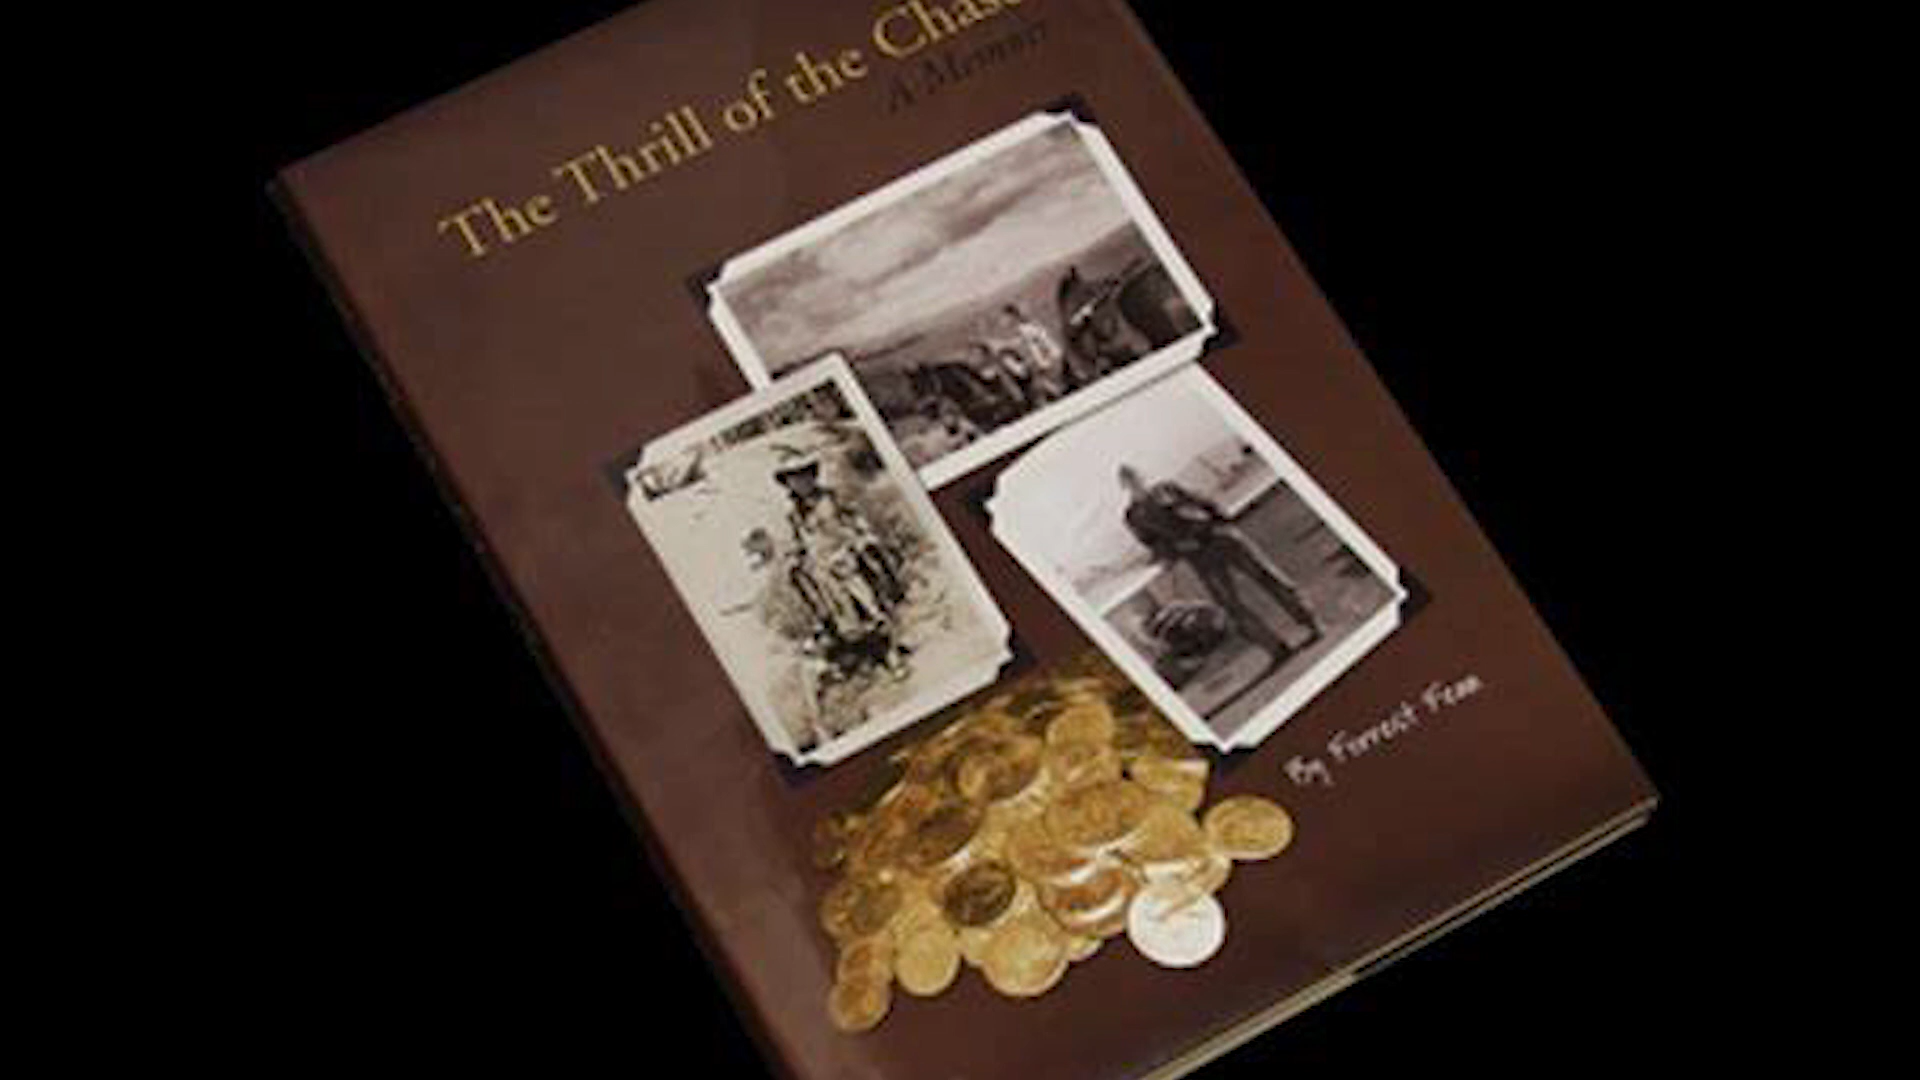 The Thrill of the Chase
A Memoir
By Forrest Fenn